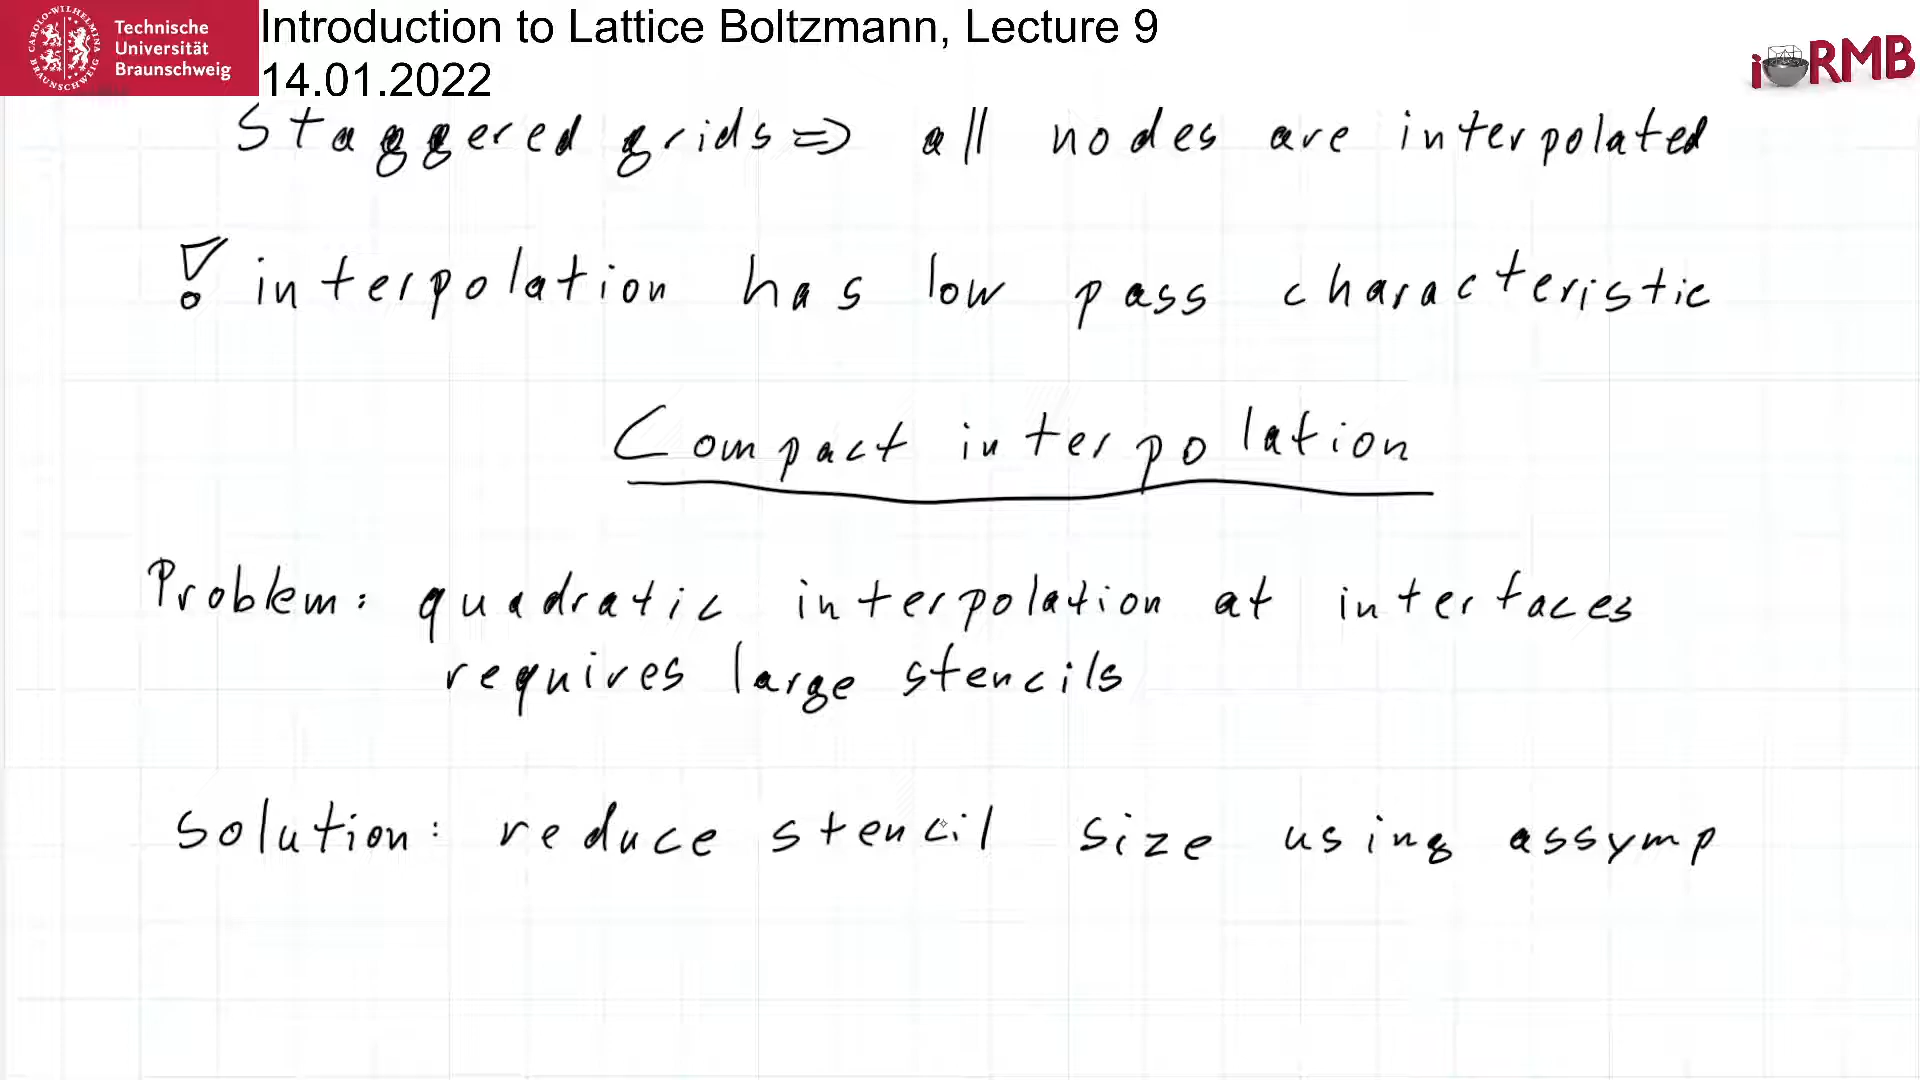 Technische
Universität
Braunschweig
Introduction to Lattice Boltzmann, Lecture 9
14.01.2022
iRMB
Staggered grids => all nodes are interpolated
! interpolation has low pass characteristic
Compact interpolation
Problem: quadratic interpolation at interfaces
requires large stencils
solution: reduce stencil size using assymp